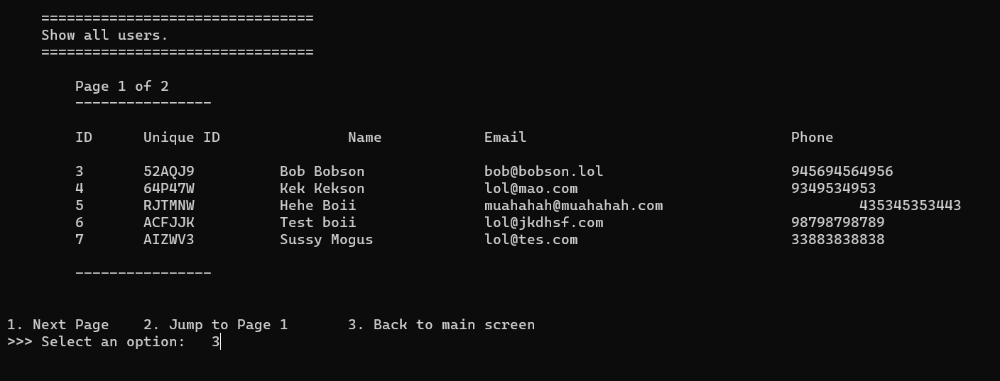 ================================
Show all users.
================================
Page 1 of 2
----------------
ID Unique ID Name Email Phone
3 52AQJ9 Bob Bobson bob@bobson.lol 945694564956
4 64P47W Kek Kekson lol@mao.com 9349534953
5 RJTMNW Hehe Boii muahahah@muahahah.com 435345353443
6 ACFJJK Test boii lol@jkdhsf.com 98798798789
7 AIZWV3 Sussy Mogus lol@tes.com 33883838838
----------------
1. Next Page 2. Jump to Page 1 3. Back to main screen
>>> Select an option: 3